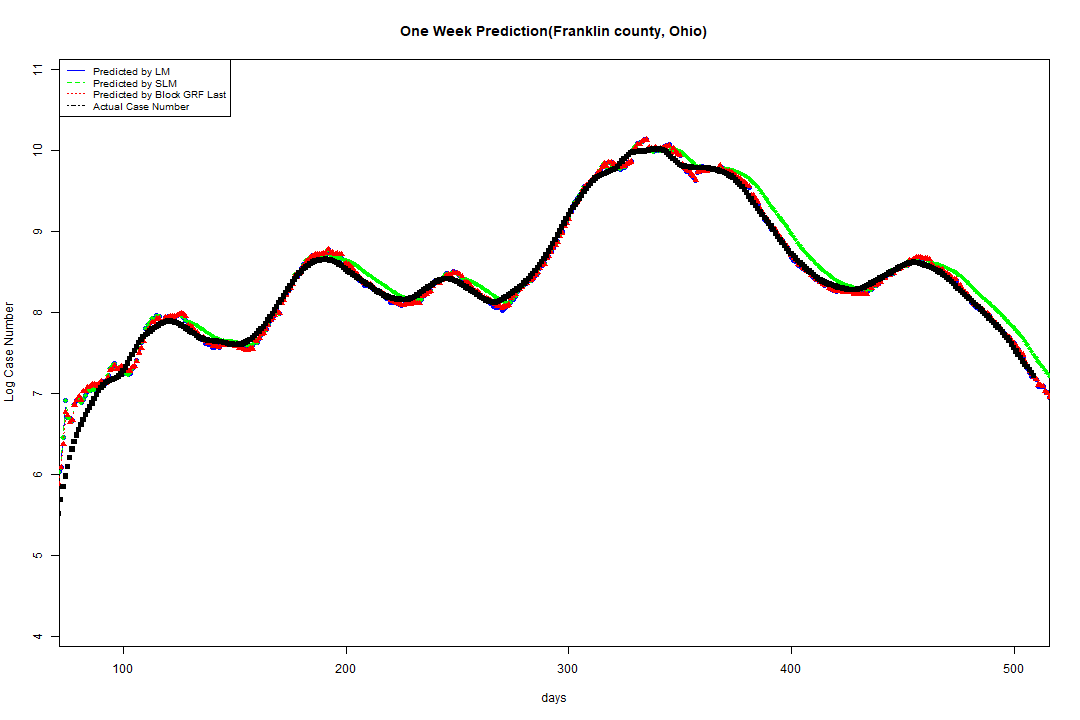 One Week Prediction(Franklin county, Ohio)
11
10
9
8
7
6
5
4
Log Case Number
Predicted by LM
Predicted by SLM
Predicted by Block GRF Last
Actual Case Number
100
200
300
400
500
days